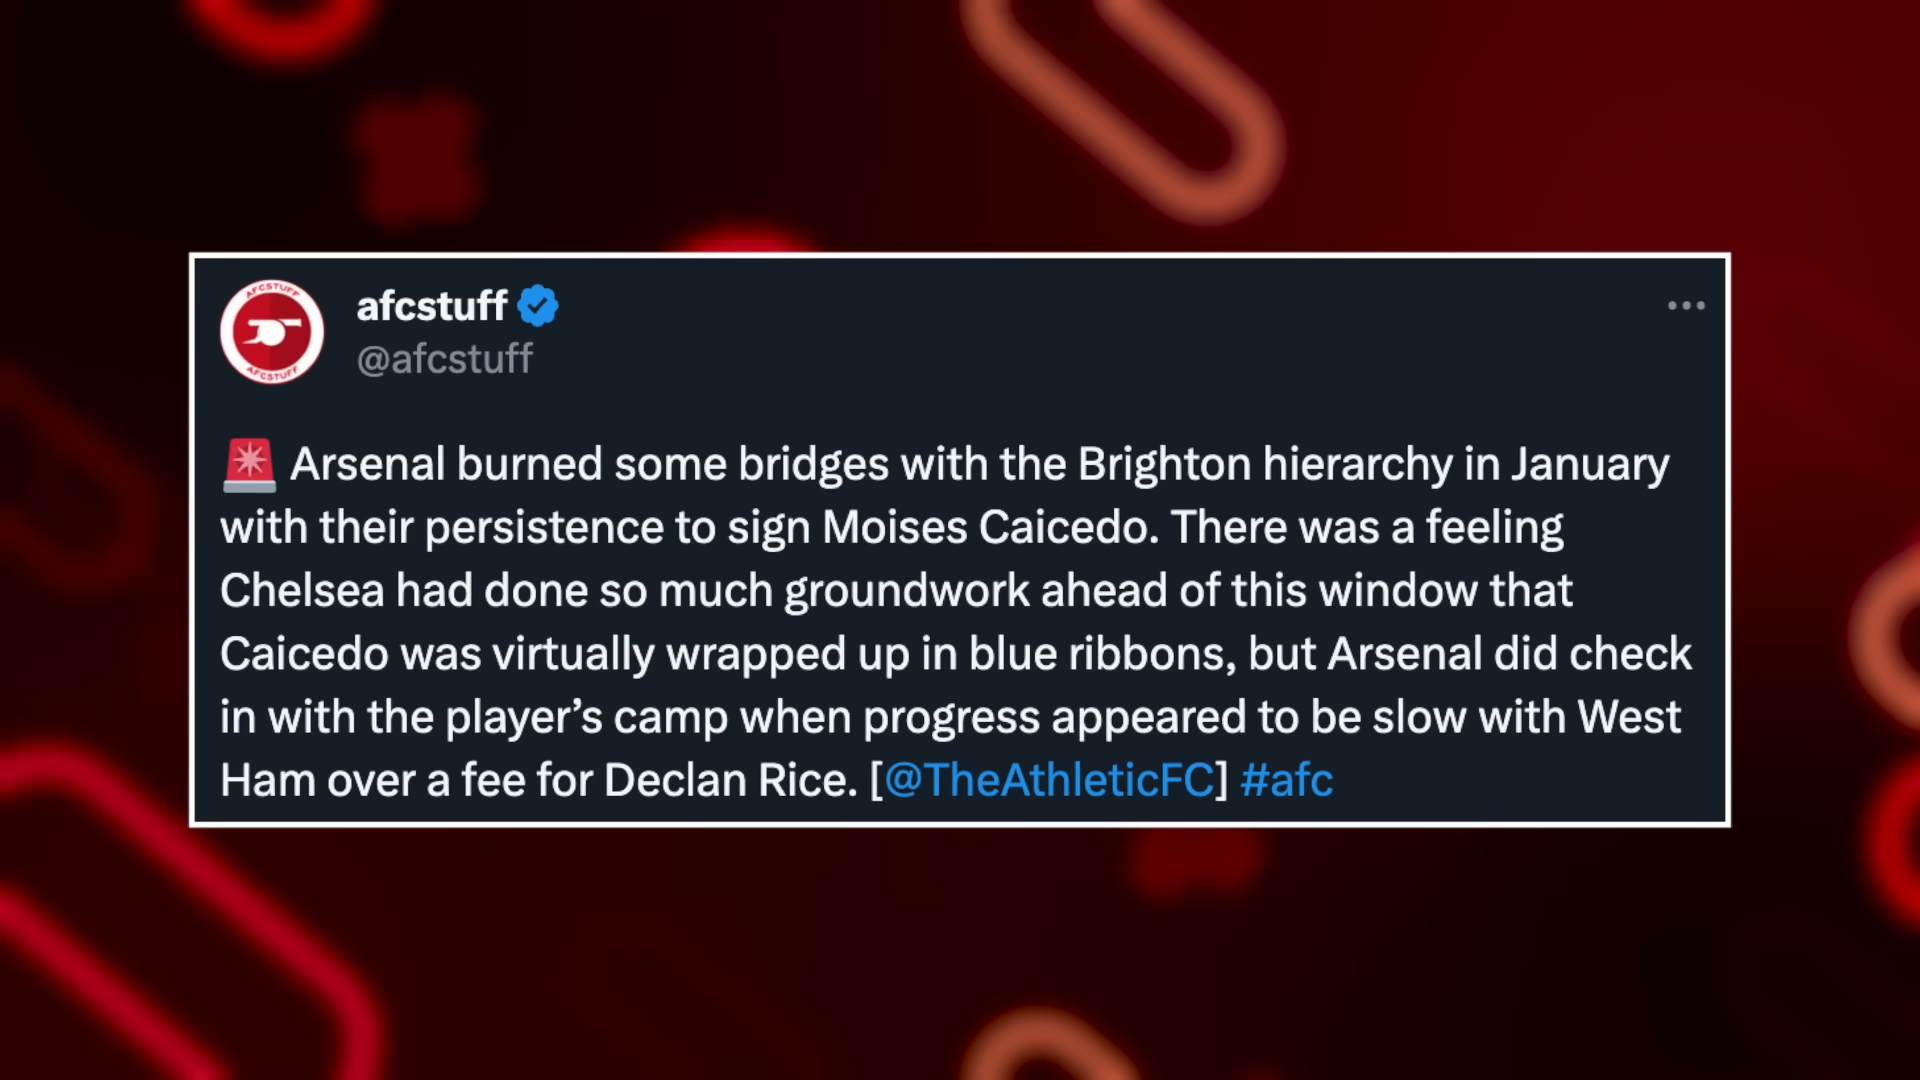 AFCSTUFF
AFCSTUFF
afcstuff
@afcstuff
🚨 Arsenal burned some bridges with the Brighton hierarchy in January
with their persistence to sign Moises Caicedo. There was a feeling
Chelsea had done so much groundwork ahead of this window that
Caicedo was virtually wrapped up in blue ribbons, but Arsenal did check
in with the player’s camp when progress appeared to be slow with West
Ham over a fee for Declan Rice. [@TheAthleticFC] #afc